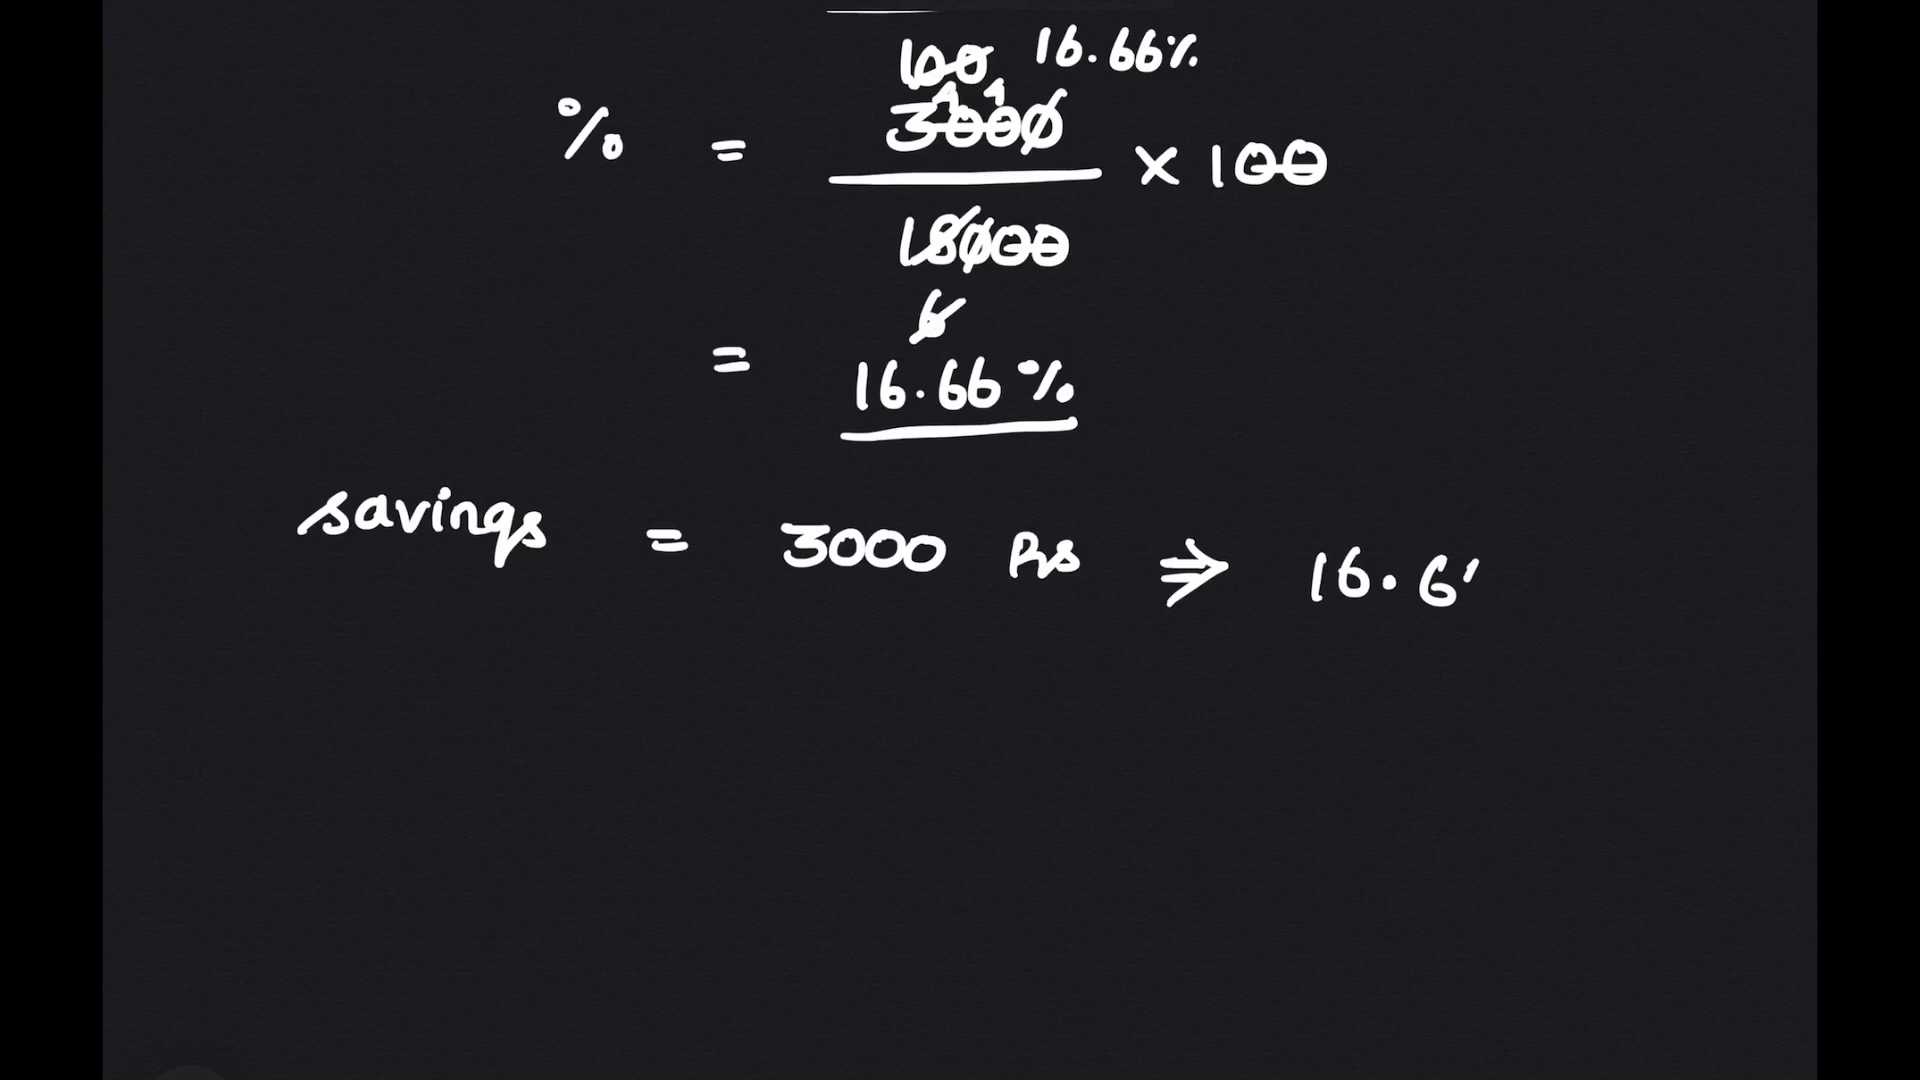 100 16.66%
% = 3000 × 100
18000
6
= 16.66 %
savings = 3000 Rs ⇒ 16.6'